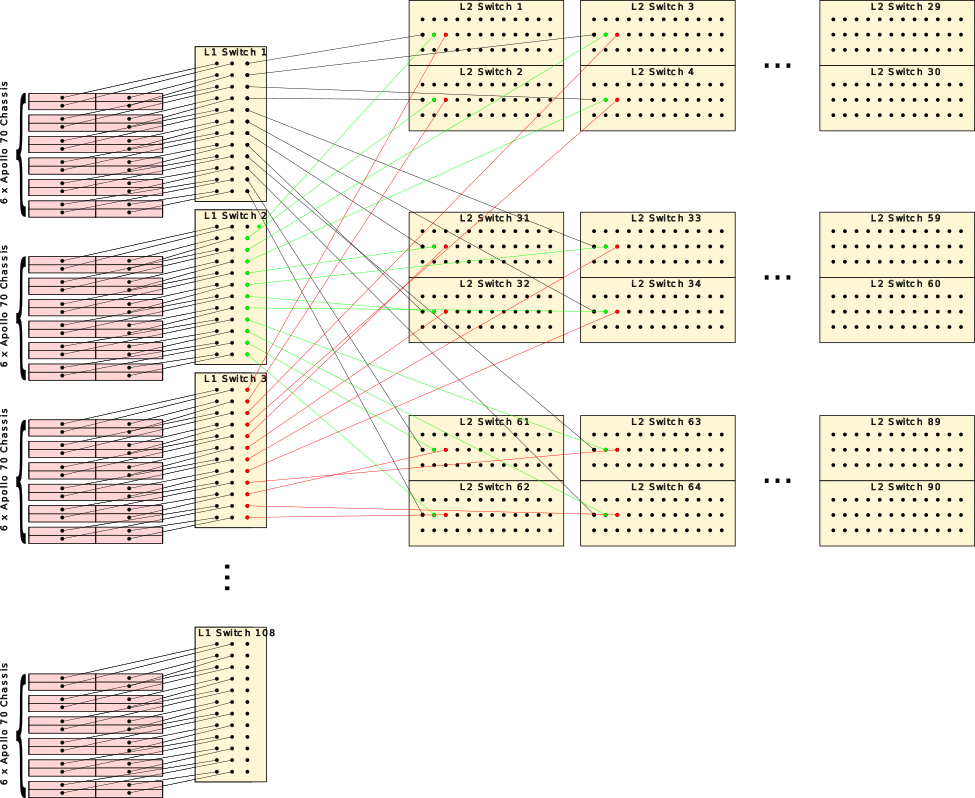 L2 Switch 1
L2 Switch 3
L2 Switch 29
L1 Switch 1
L2 Switch 2
L2 Switch 4
L2 Switch 30
...
6 x Apollo 70 Chassis
L1 Switch 2
L2 Switch 31
L2 Switch 33
L2 Switch 59
L2 Switch 32
L2 Switch 34
L2 Switch 60
...
6 x Apollo 70 Chassis
L1 Switch 3
L2 Switch 61
L2 Switch 63
L2 Switch 89
L2 Switch 62
L2 Switch 64
L2 Switch 90
...
6 x Apollo 70 Chassis
...
L1 Switch 108
6 x Apollo 70 Chassis